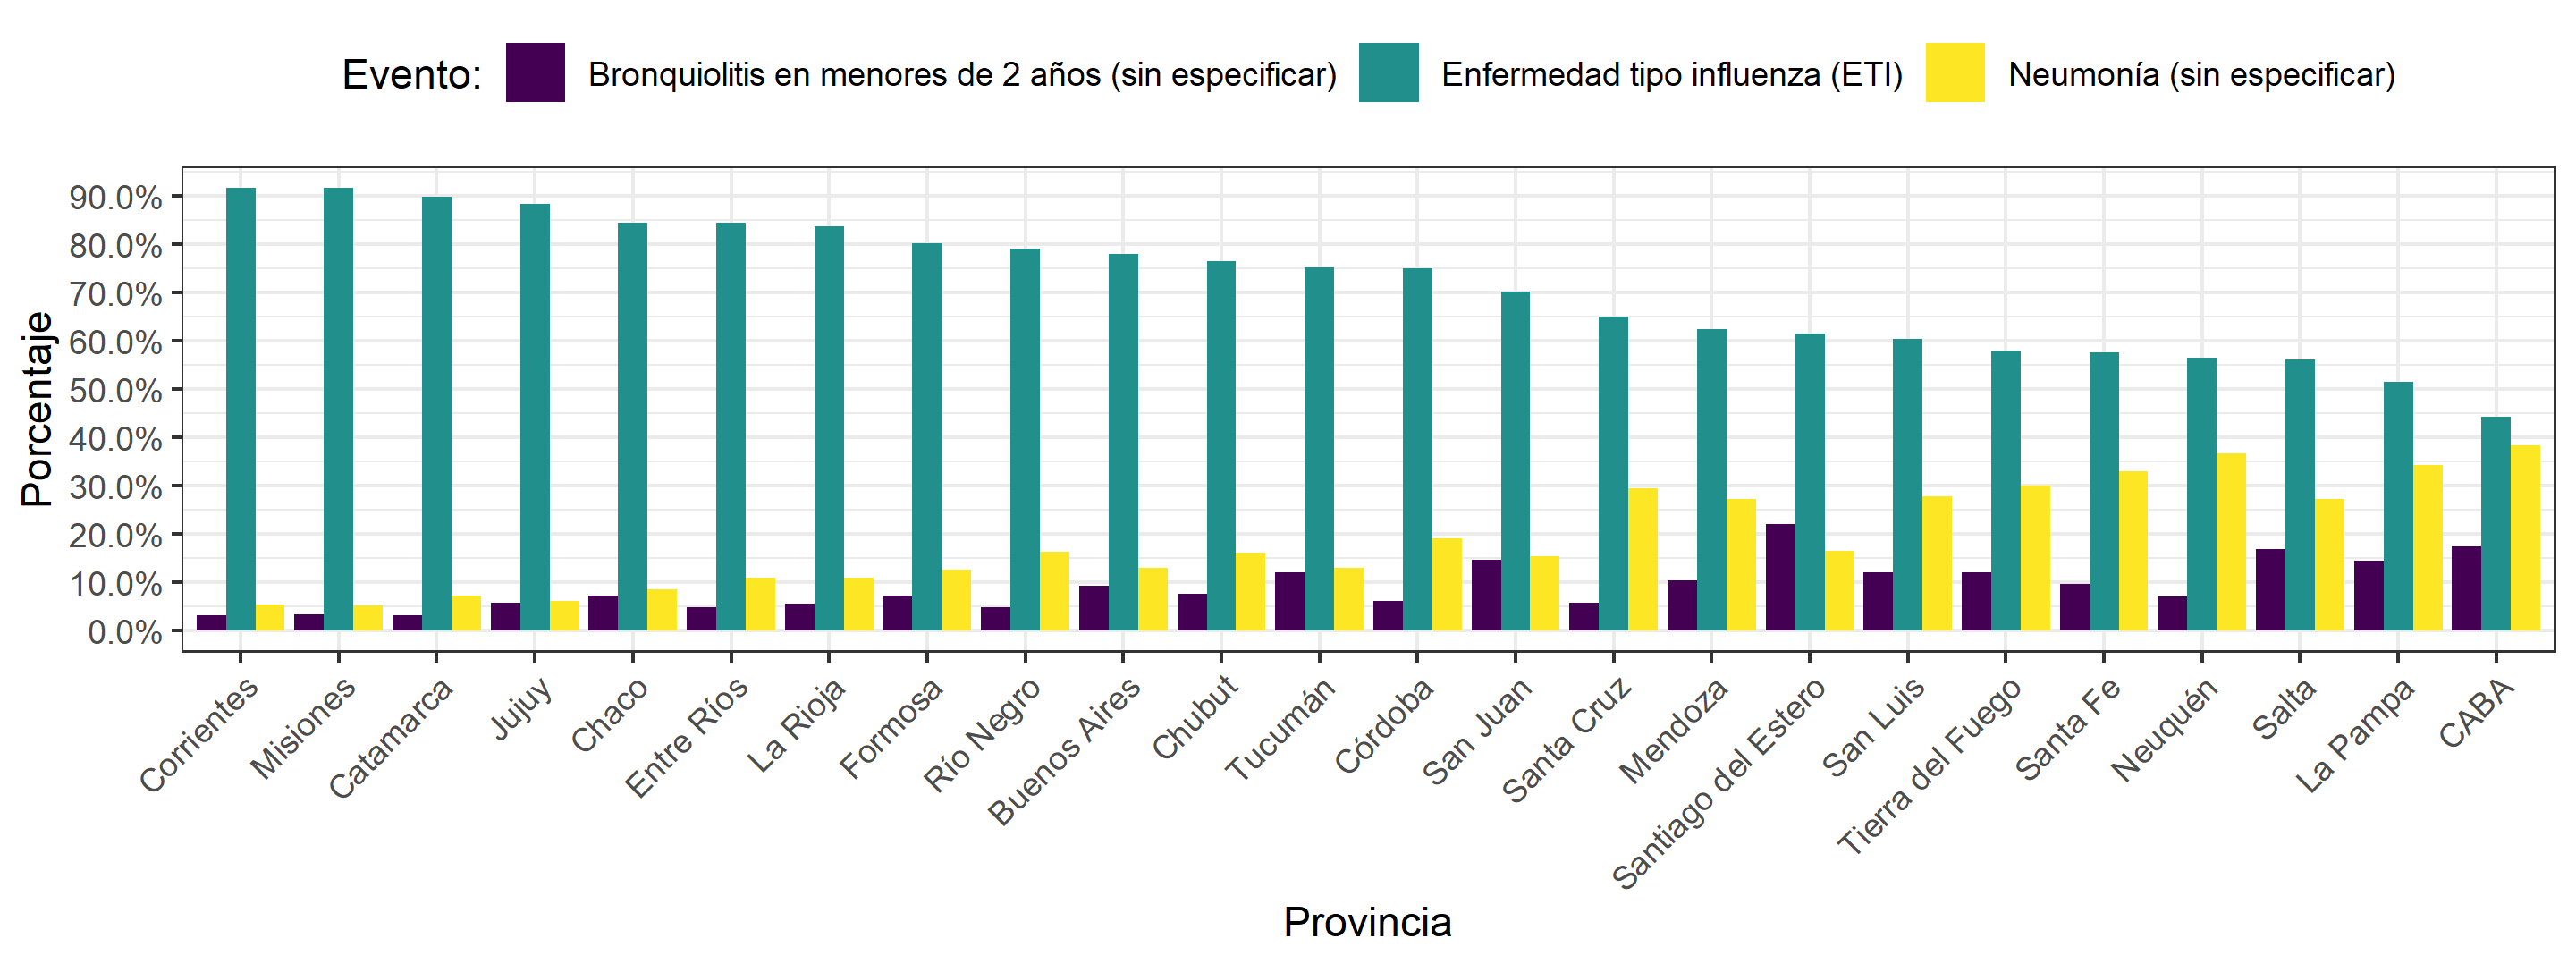 Evento: Bronquiolitis en menores de 2 años (sin especificar) Enfermedad tipo influenza (ETI) Neumonía (sin especificar)
Porcentaje
90.0%
80.0%
70.0%
60.0%
50.0%
40.0%
30.0%
20.0%
10.0%
0.0%
Corrientes
Misiones
Catamarca
Jujuy
Chaco
Entre Ríos
La Rioja
Formosa
Río Negro
Buenos Aires
Chubut
Tucumán
Córdoba
San Juan
Santa Cruz
Mendoza
Santiago del Estero
San Luis
Tierra del Fuego
Santa Fe
Neuquén
Salta
La Pampa
CABA
Provincia